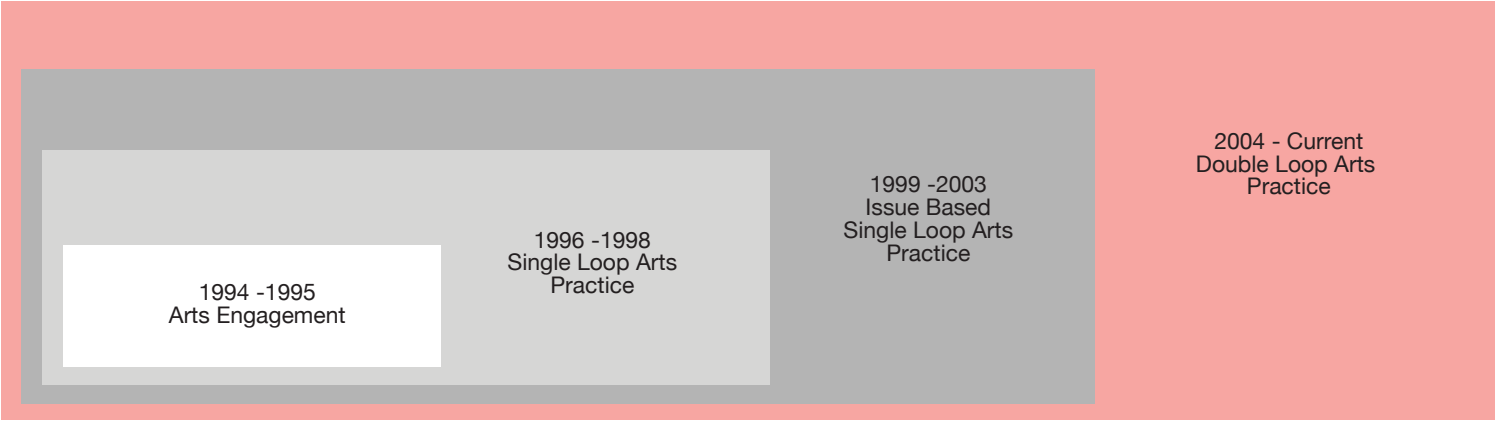 1994 -1995
Arts Engagement
1996 -1998
Single Loop Arts
Practice
1999 -2003
Issue Based
Single Loop Arts
Practice
2004 - Current
Double Loop Arts
Practice